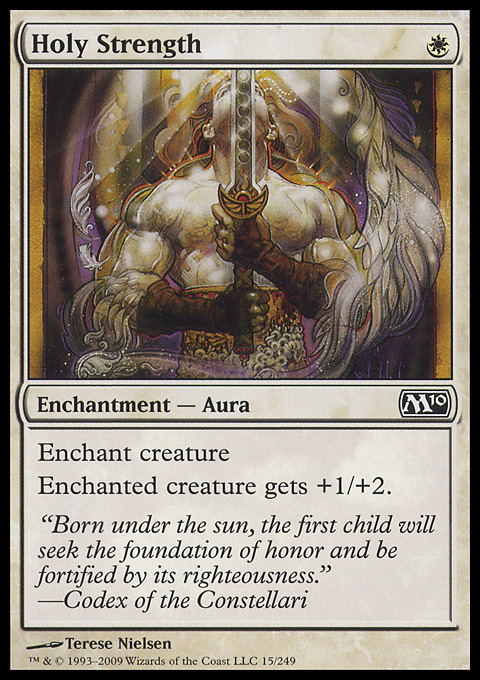 Holy Strength
Enchantment — Aura
M10
Enchant creature
Enchanted creature gets +1/+2.
“Born under the sun, the first child will
seek the foundation of honor and be
fortified by its righteousness.”
—Codex of the Constellari
Terese Nielsen
™ & © 1993–2009 Wizards of the Coast LLC 15/249